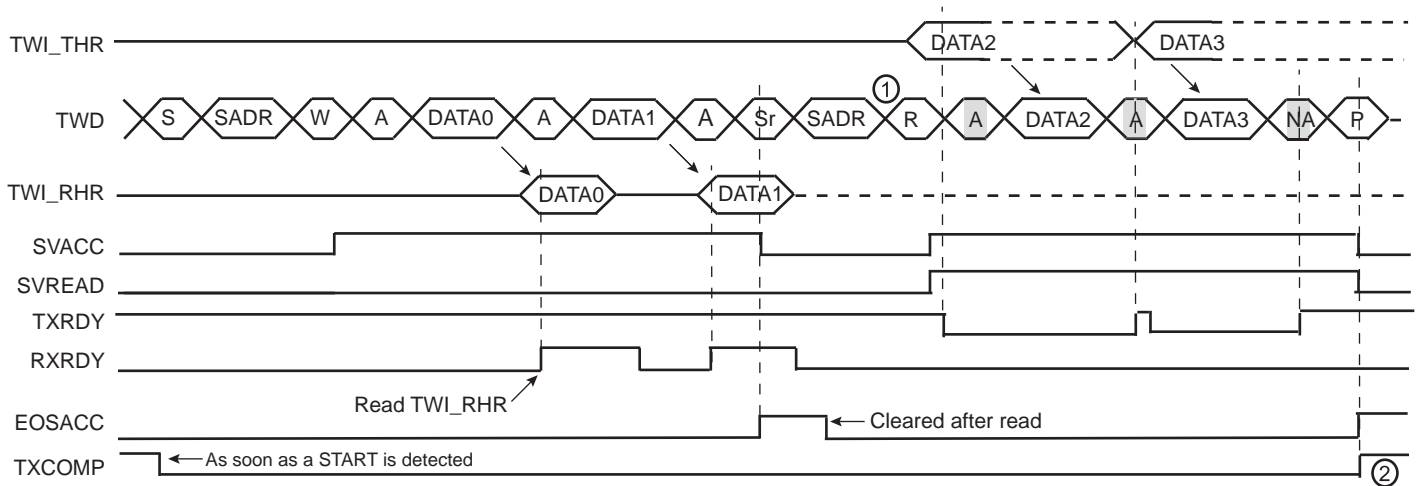 TWI_THR DATA2 DATA3
1
TWD S SADR W A DATA0 A DATA1 A Sr SADR R A DATA2 A DATA3 NA P
TWI_RHR DATA0 DATA1
SVACC
SVREAD
TXRDY
RXRDY
Read TWI_RHR
EOSACC Cleared after read
TXCOMP As soon as a START is detected 2